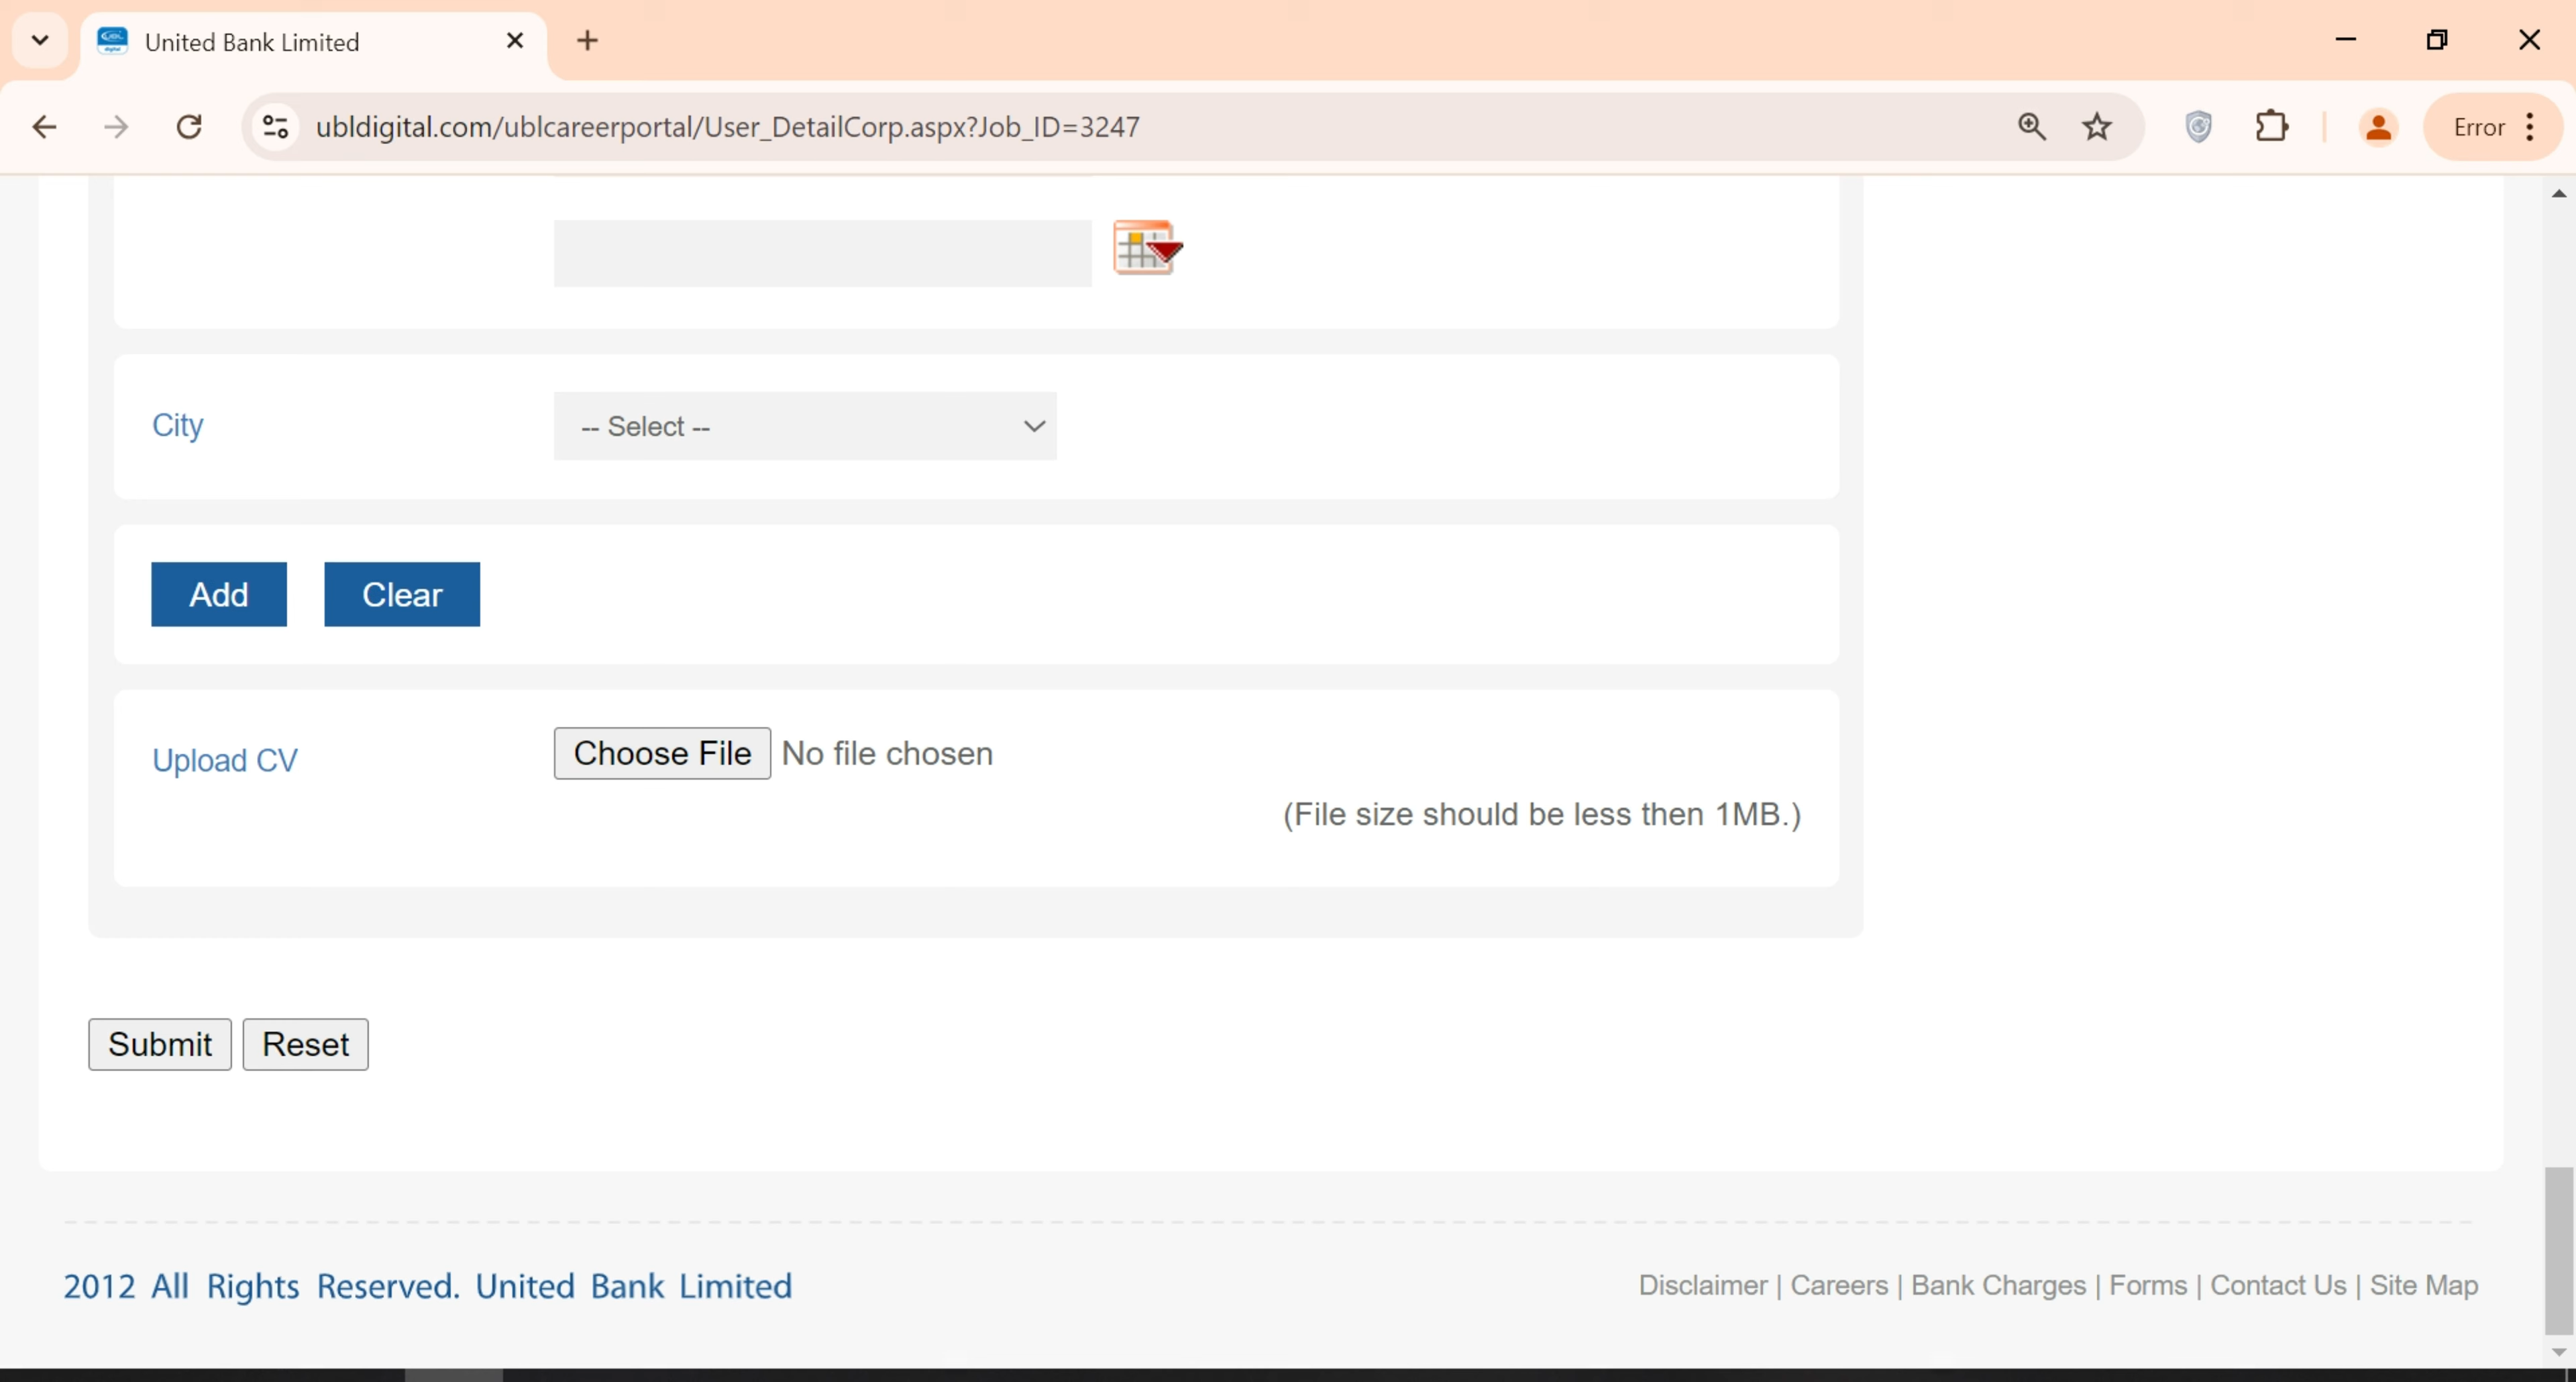 United Bank Limited
ubldigital.com/ublcareerportal/User_DetailCorp.aspx?Job_ID=3247
Error
City
-- Select --
Add
Clear
Upload CV
Choose File No file chosen
(File size should be less then 1MB.)
Submit
Reset
2012 All Rights Reserved. United Bank Limited
Disclaimer | Careers | Bank Charges | Forms | Contact Us | Site Map